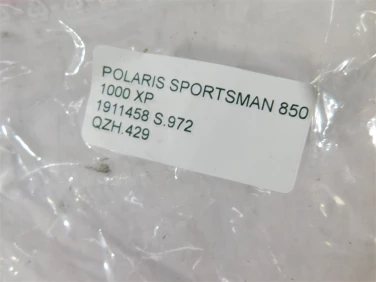 POLARIS SPORTSMAN 850
1000 XP
1911458 S.972
QZH.429